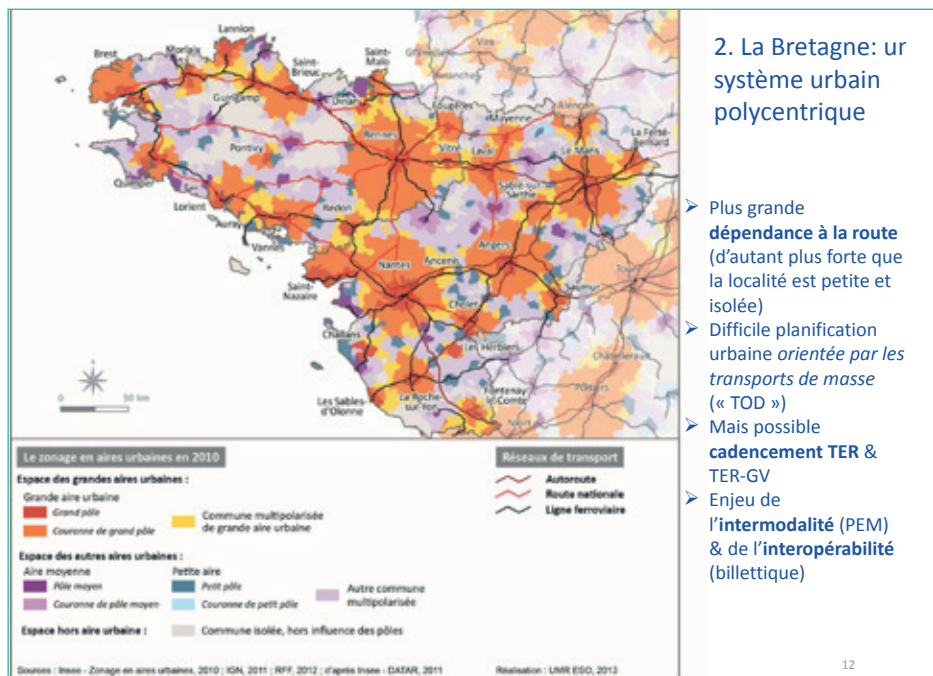 Lannion
Morlaix
Brest
Saint-
Brieuc
Saint-
Malo
Vire
Guingamp
Dinan
Fougères
Mayenne
Alençon
La Ferté-
Bernard
Rennes
Pontivy
Vitré
Laval
Le Mans
Quimper
Sablé-sur
Sarthe
Lorient
Redon
Auray
Vannes
Angers
Nantes
Ancenis
Tours
Saint-
Nazaire
Saumur
Cholet
Challans
Les Herbiers
Châtellerault
La Roche-
sur-Yon
Fontenay
le-Comte
Poitiers
Les Sables-
d'Olonne
Niort
0 50 km
2. La Bretagne: un
système urbain
polycentrique
➢ Plus grande
dépendance à la route
(d’autant plus forte que
la localité est petite et
isolée)
➢ Difficile planification
urbaine orientée par les
transports de masse
(« TOD »)
➢ Mais possible
cadencement TER &
TER-GV
➢ Enjeu de
l’intermodalité (PEM)
& de l’interopérabilité
(billettique)
Le zonage en aires urbaines en 2010
Espace des grandes aires urbaines :
Grande aire urbaine
Grand pôle
Couronne de grand pôle
Commune multipolarisée
de grande aire urbaine
Espace des autres aires urbaines :
Aire moyenne
Pôle moyen
Couronne de pôle moyen
Petite aire
Petit pôle
Couronne de petit pôle
Autre commune
multipolarisée
Espace hors aire urbaine :
Commune isolée, hors influence des pôles
Réseaux de transport
Autoroute
Route nationale
Ligne ferroviaire
Sources : Insee - Zonage en aires urbaines, 2010 ; IGN, 2011 ; RFF, 2012 ; d'après Insee - DATAR, 2011
Réalisation : UMR ESO, 2013
12